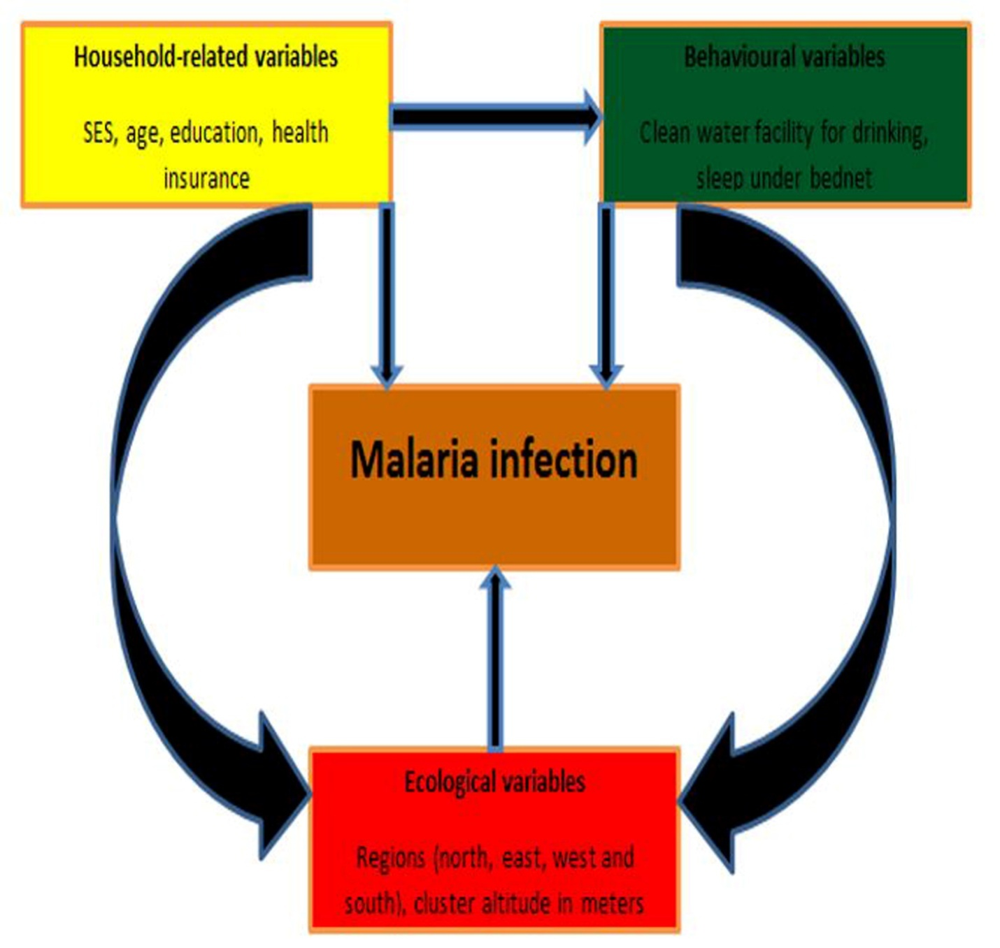 Household-related variables
SES, age, education, health
insurance
Behavioural variables
Clean water facility for drinking,
sleep under bednet
Malaria infection
Ecological variables
Regions (north, east, west and
south), cluster altitude in meters